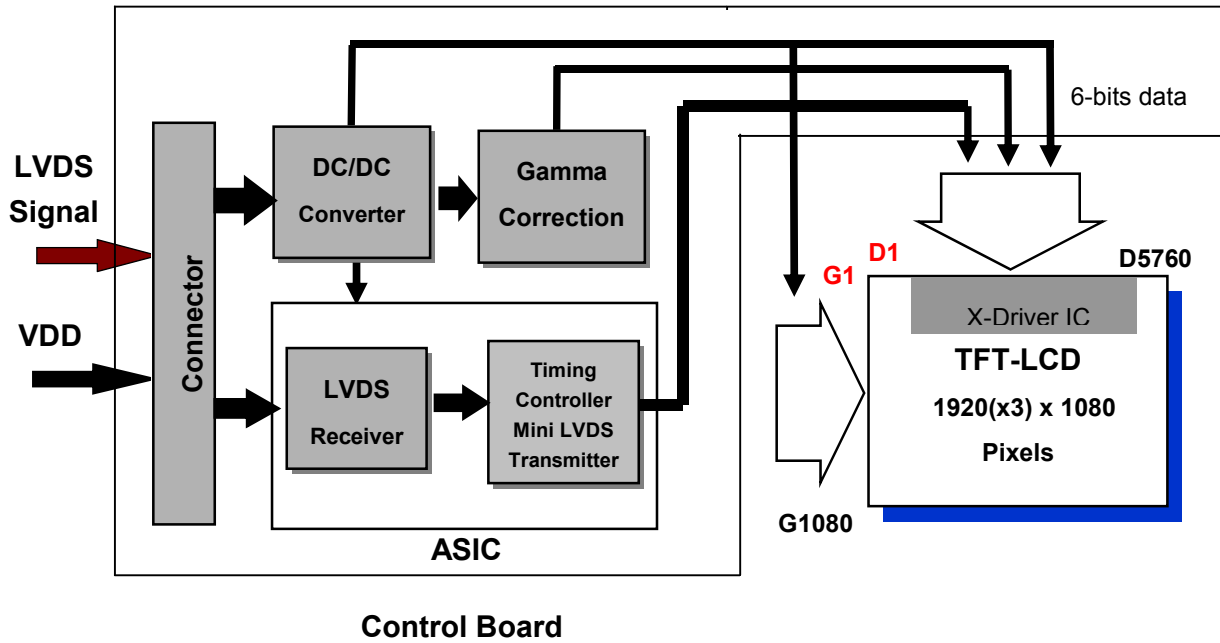 6-bits data
LVDS
Signal
VDD
Connector
DC/DC
Converter
Gamma
Correction
LVDS
Receiver
Timing
Controller
Mini LVDS
Transmitter
ASIC
D1
G1
D5760
X-Driver IC
TFT-LCD
1920(x3) x 1080
Pixels
G1080
Control Board